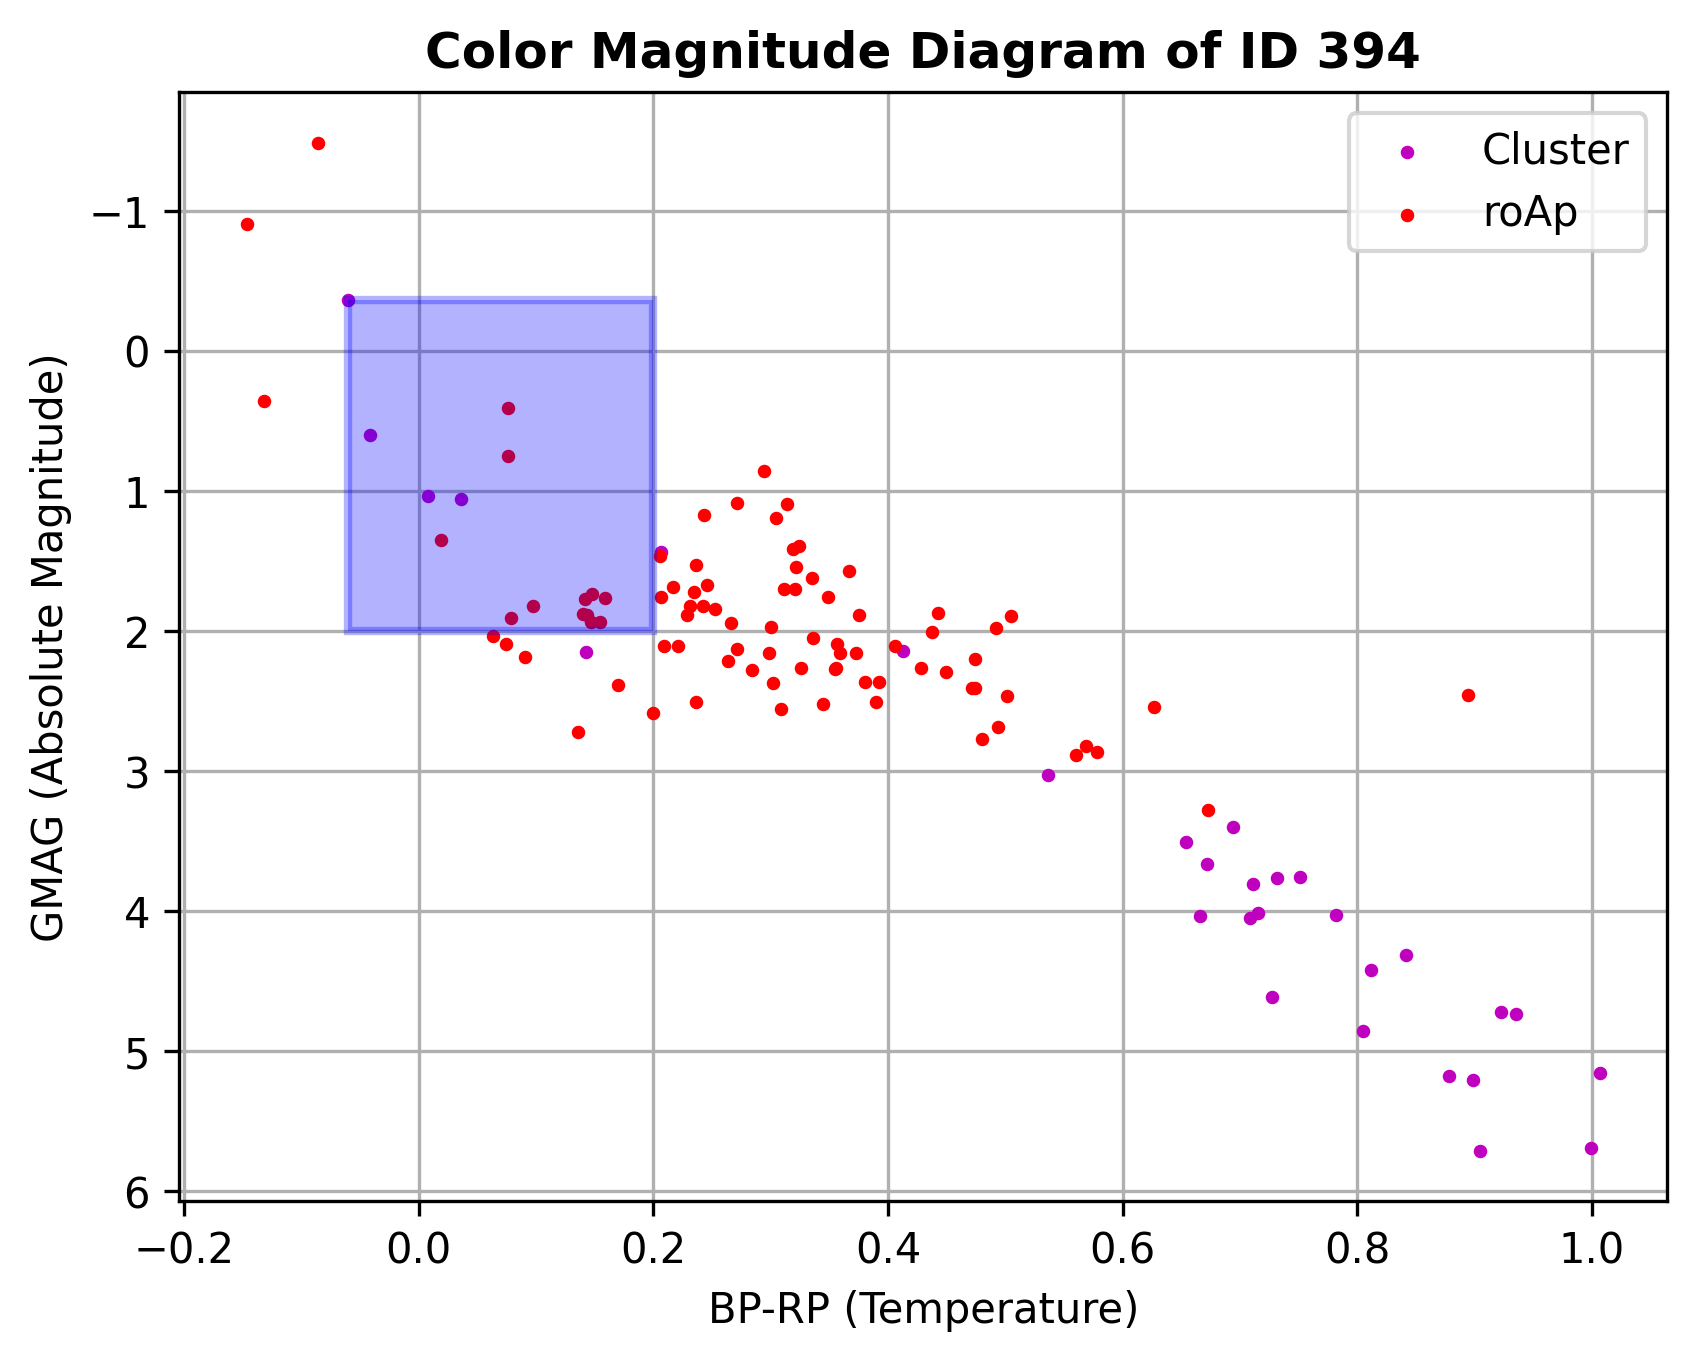 Color Magnitude Diagram of ID 394
Cluster
roAp
−1
0
1
2
3
4
5
6
GMAG (Absolute Magnitude)
−0.2 0.0 0.2 0.4 0.6 0.8 1.0
BP-RP (Temperature)